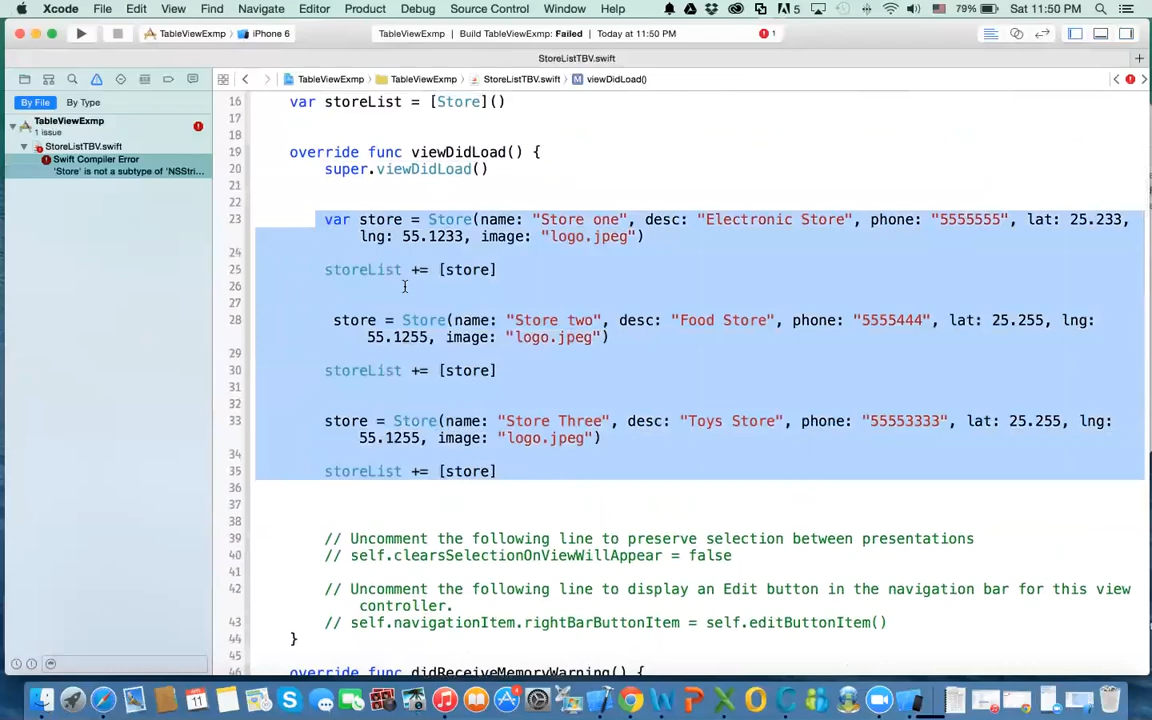 Xcode File Edit View Find Navigate Editor Product Debug Source Control Window Help 5 79% Sat 11:50 PM
TableViewExmp iPhone 6 TableViewExmp | Build TableViewExmp: Failed | Today at 11:50 PM 1
StoreListTBV.swift
TableViewExmp TableViewExmp StoreListTBV.swift M viewDidLoad()
By File By Type
TableViewExmp
1 issue
StoreListTBV.swift
Swift Compiler Error
'Store' is not a subtype of 'NSStri...
16 var storeList = [Store]()
17
18
19 override func viewDidLoad() {
20 super.viewDidLoad()
21
22
23 var store = Store(name: "Store one", desc: "Electronic Store", phone: "5555555", lat: 25.233,
lng: 55.1233, image: "logo.jpeg")
24
25 storeList += [store]
26
27
28 store = Store(name: "Store two", desc: "Food Store", phone: "5555444", lat: 25.255, lng:
55.1255, image: "logo.jpeg")
29
30 storeList += [store]
31
32
33 store = Store(name: "Store Three", desc: "Toys Store", phone: "55553333", lat: 25.255, lng:
55.1255, image: "logo.jpeg")
34
35 storeList += [store]
36
37
38
39 // Uncomment the following line to preserve selection between presentations
40 // self.clearsSelectionOnViewWillAppear = false
41
42 // Uncomment the following line to display an Edit button in the navigation bar for this view
controller.
43 // self.navigationItem.rightBarButtonItem = self.editButtonItem()
44 }
45
46 override func didReceiveMemoryWarning() {